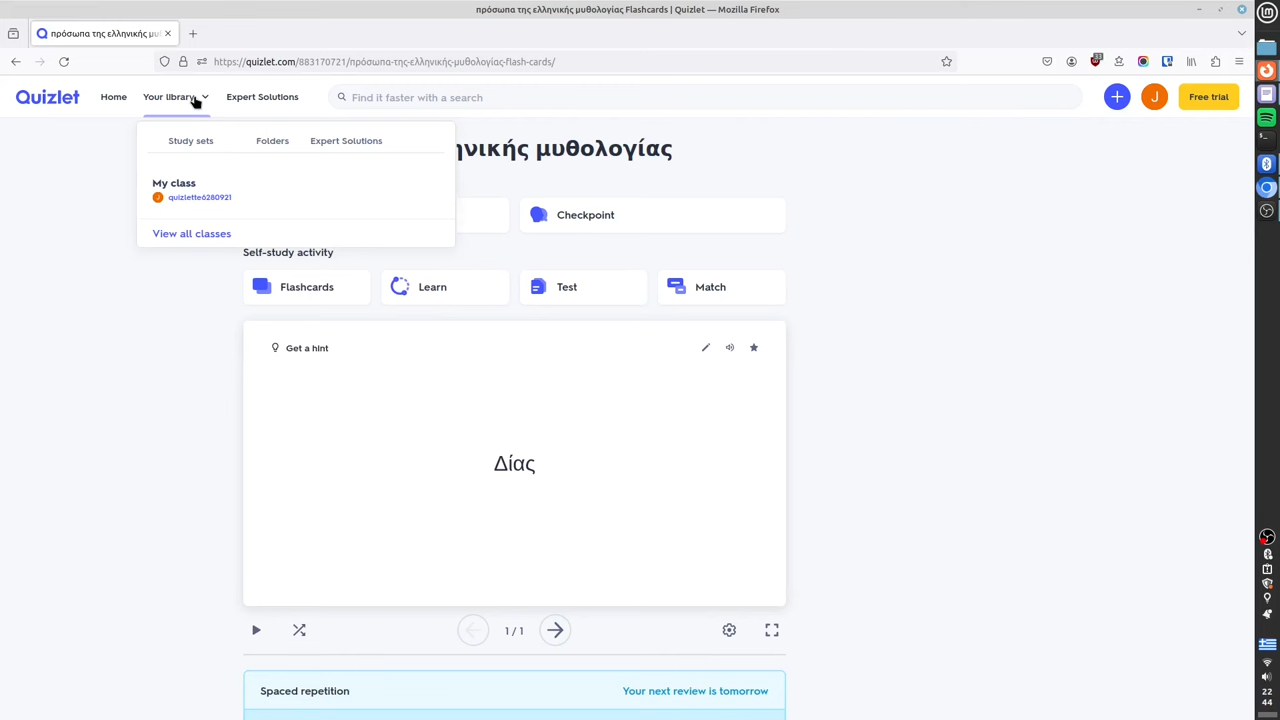 πρόσωπα της ελληνικής μυθολογίας Flashcards | Quizlet — Mozilla Firefox
πρόσωπα της ελληνικής μυ
https://quizlet.com/883170721/πρόσωπα-της-ελληνικής-μυθολογίας-flash-cards/
Quizlet
Home
Your library
Expert Solutions
Find it faster with a search
J
Free trial
Study sets
Folders
Expert Solutions
νικής μυθολογίας
My class
quizlette6280921
View all classes
Checkpoint
Self-study activity
Flashcards
Learn
Test
Match
Get a hint
Δίας
1 / 1
Spaced repetition
Your next review is tomorrow
22
44